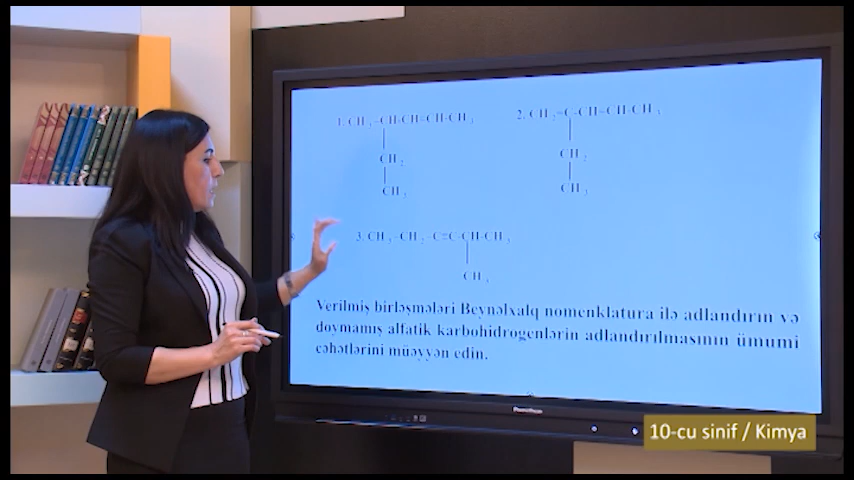 1. CH₃–CH-CH=CH-CH₃
CH₂
CH₃
2. CH₂=C-CH=CH-CH₃
CH₂
CH₃
3. CH₃–CH₂–C≡C-CH-CH₃
CH₃
Verilmiş birləşmələri Beynəlxalq nomenklatura ilə adlandırın və
doymamış alfatik karbohidrogenlərin adlandırılmasının ümumi
cəhətlərini müəyyən edin.
10-cu sinif / Kimya